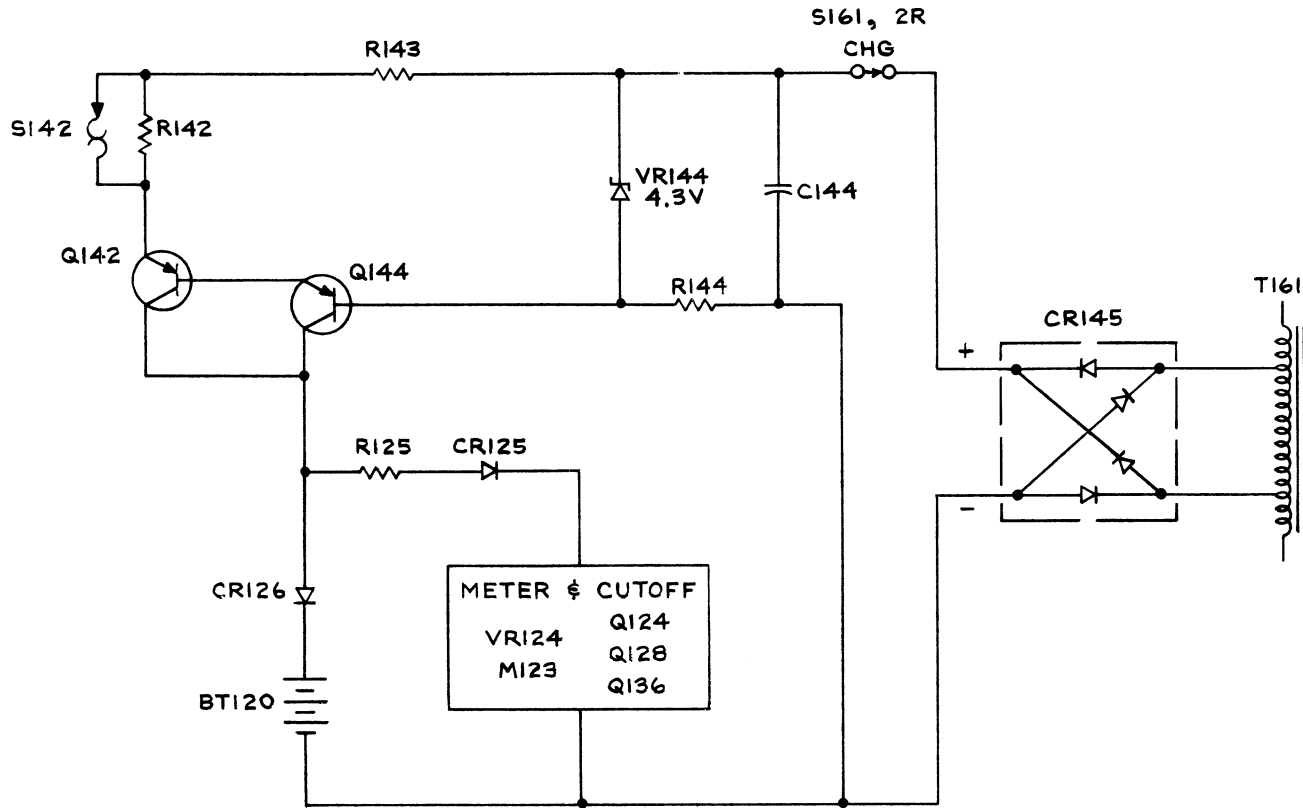 S161, 2R
CHG
R143
S142
R142
VR144
4.3V
C144
Q142
Q144
R144
T161
CR145
+
−
R125
CR125
CR126
METER & CUTOFF
VR124
M123
Q124
Q128
Q136
BT120